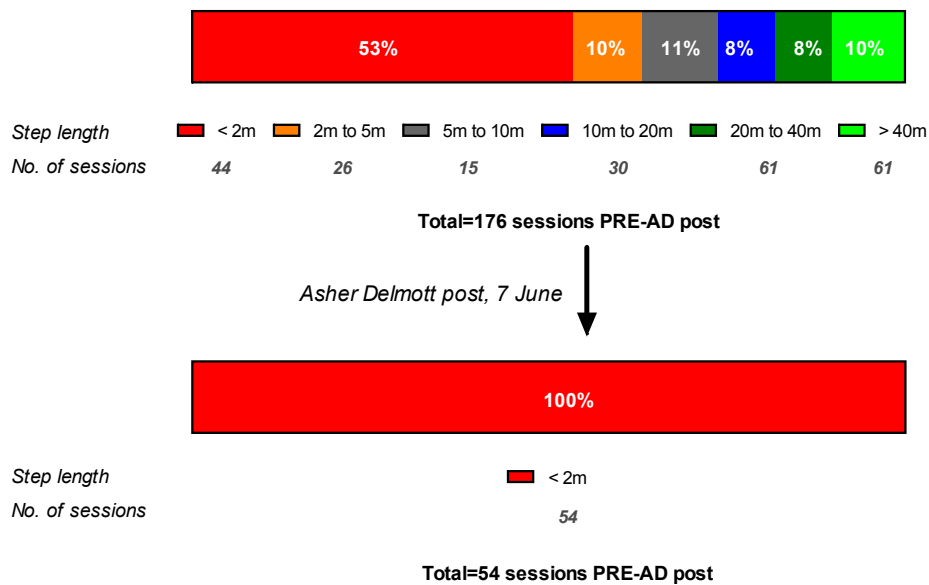 53% 10% 11% 8% 8% 10%
Step length < 2m 2m to 5m 5m to 10m 10m to 20m 20m to 40m > 40m
No. of sessions 44 26 15 30 61 61
Total=176 sessions PRE-AD post
Asher Delmott post, 7 June
100%
Step length < 2m
No. of sessions 54
Total=54 sessions PRE-AD post